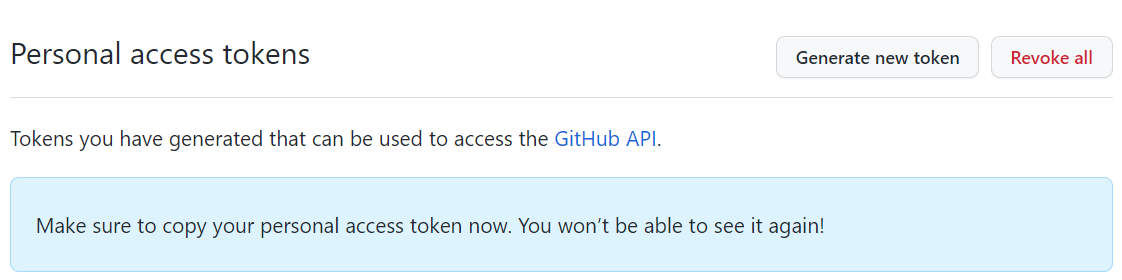 Personal access tokens
Generate new token
Revoke all
Tokens you have generated that can be used to access the GitHub API.
Make sure to copy your personal access token now. You won’t be able to see it again!